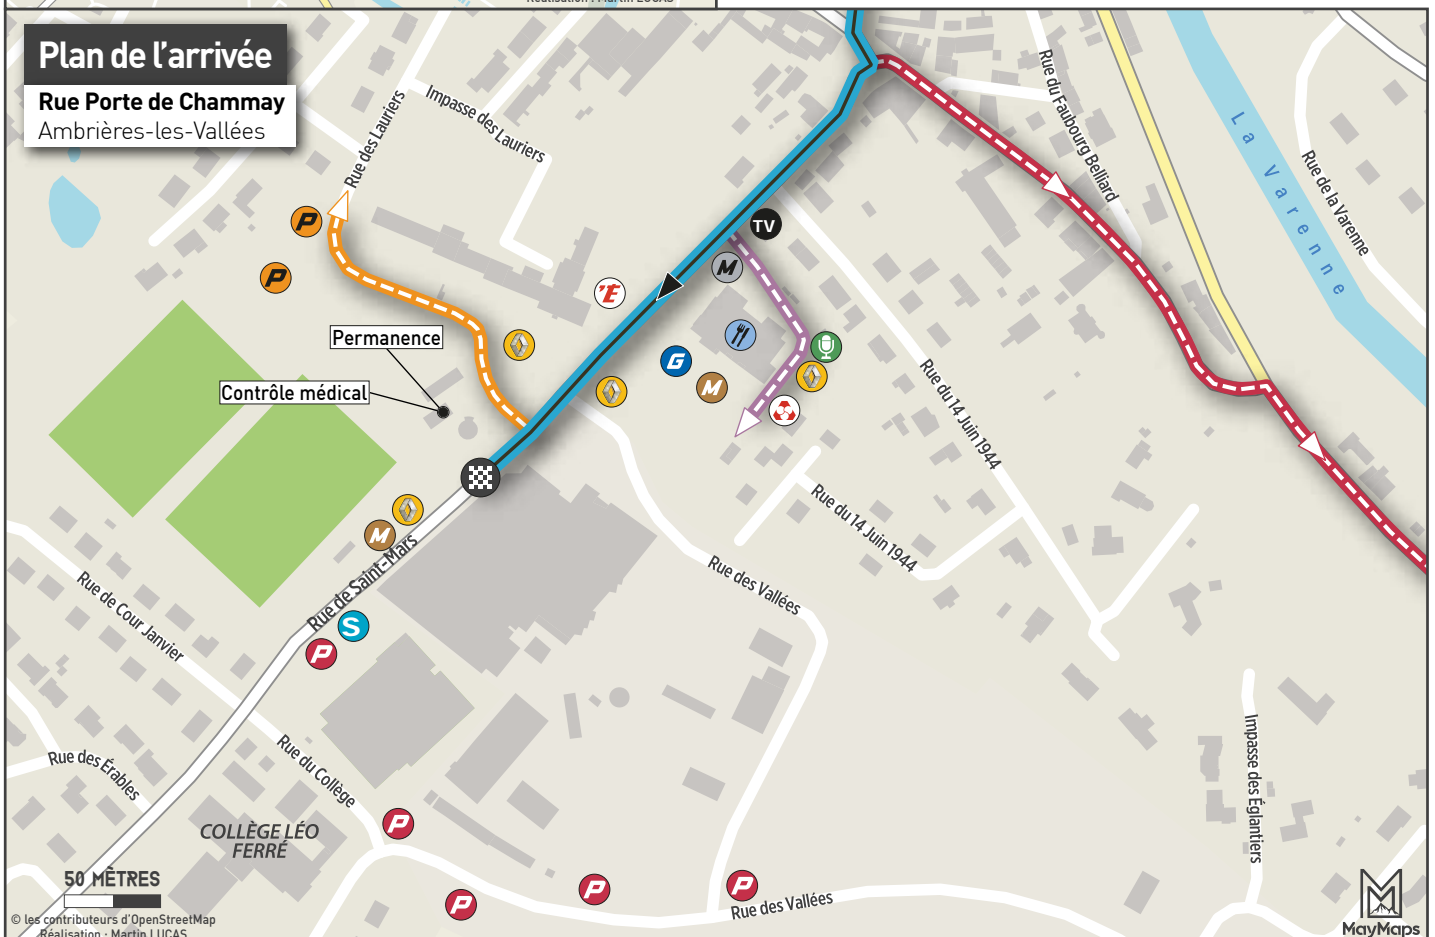 Réalisation : Martin LUCAS
Plan de l'arrivée
Rue Porte de Chammay
Ambrières-les-Vallées
Rue des Lauriers
Impasse des Lauriers
Rue du Faubourg Belliard
La Varenne
Rue de la Varenne
P
P
TV
M
'E
Permanence
Contrôle médical
G
M
Rue du 14 Juin 1944
Rue du 14 Juin 1944
M
Rue de Saint-Mars
Rue des Vallées
Rue de Cour Janvier
S
P
Rue des Érables
Rue du Collège
Impasse des Églantiers
COLLÈGE LÉO
FERRÉ
P
P
P
P
Rue des Vallées
50 MÈTRES
© les contributeurs d'OpenStreetMap
Réalisation : Martin LUCAS
MayMaps